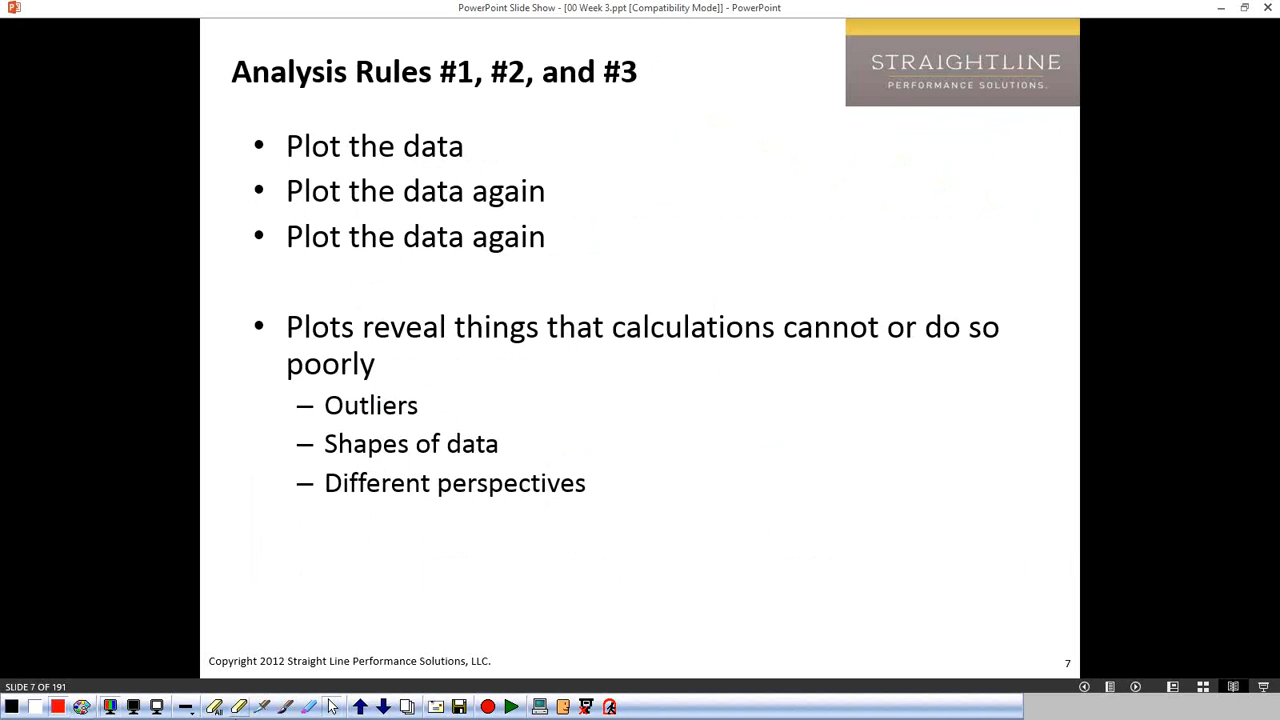 PowerPoint Slide Show - [00 Week 3.ppt [Compatibility Mode]] - PowerPoint
Analysis Rules #1, #2, and #3
STRAIGHTLINE
PERFORMANCE SOLUTIONS.
• Plot the data
• Plot the data again
• Plot the data again
• Plots reveal things that calculations cannot or do so
poorly
– Outliers
– Shapes of data
– Different perspectives
Copyright 2012 Straight Line Performance Solutions, LLC.
7
SLIDE 7 OF 191